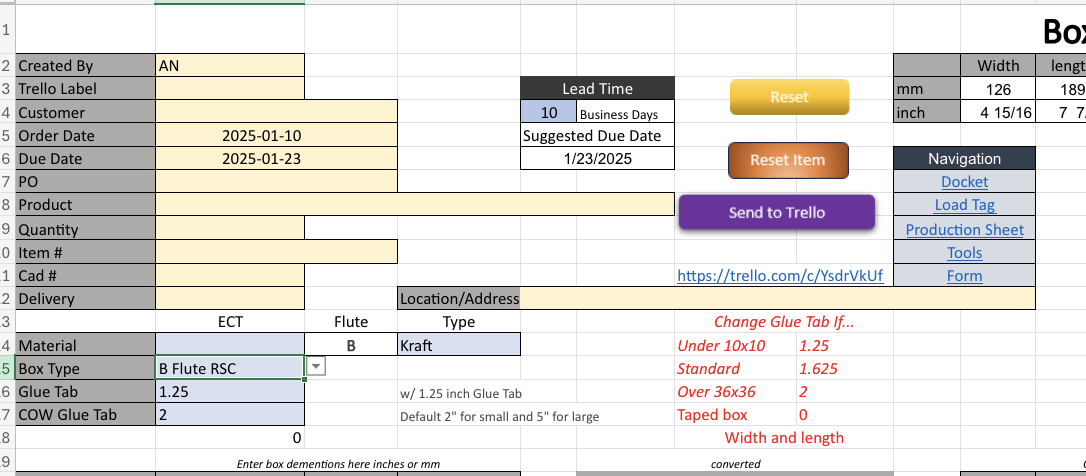 1 Box
2 Created By AN Width lengt
3 Trello Label Lead Time Reset mm 126 189
4 Customer 10 Business Days inch 4 15/16 7 7/
5 Order Date 2025-01-10 Suggested Due Date
6 Due Date 2025-01-23 1/23/2025 Reset Item Navigation
7 PO Docket
8 Product Send to Trello Load Tag
9 Quantity Production Sheet
0 Item # Tools
1 Cad # https://trello.com/c/YsdrVkUf Form
2 Delivery Location/Address
3 ECT Flute Type Change Glue Tab If...
4 Material B Kraft Under 10x10 1.25
5 Box Type B Flute RSC Standard 1.625
6 Glue Tab 1.25 w/ 1.25 inch Glue Tab Over 36x36 2
7 COW Glue Tab 2 Default 2" for small and 5" for large Taped box 0
8 0 Width and length
9 Enter box dementions here inches or mm converted